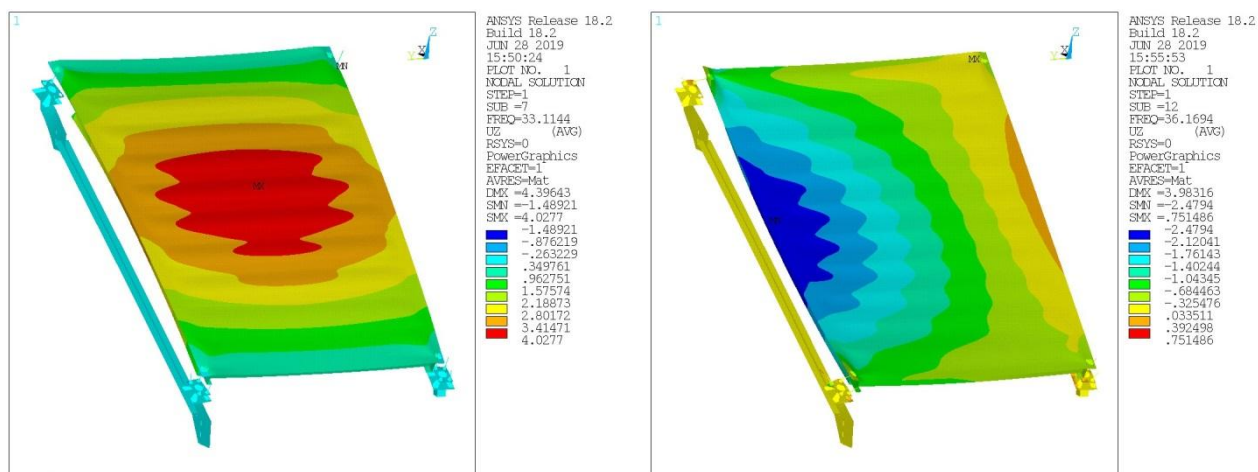 1
Z
Y X
MN
MX
ANSYS Release 18.2
Build 18.2
JUN 28 2019
15:50:24
PLOT NO. 1
NODAL SOLUTION
STEP=1
SUB =7
FREQ=33.1144
UZ (AVG)
RSYS=0
PowerGraphics
EFACET=1
AVRES=Mat
DMX =4.39643
SMN =-1.48921
SMX =4.0277
-1.48921
-.876219
-.263229
.349761
.962751
1.57574
2.18873
2.80172
3.41471
4.0277
1
Z
Y X
MX
ANSYS Release 18.2
Build 18.2
JUN 28 2019
15:55:53
PLOT NO. 1
NODAL SOLUTION
STEP=1
SUB =12
FREQ=36.1694
UZ (AVG)
RSYS=0
PowerGraphics
EFACET=1
AVRES=Mat
DMX =3.98316
SMN =-2.4794
SMX =.751486
-2.4794
-2.12041
-1.76143
-1.40244
-1.04345
-.684463
-.325476
.033511
.392498
.751486